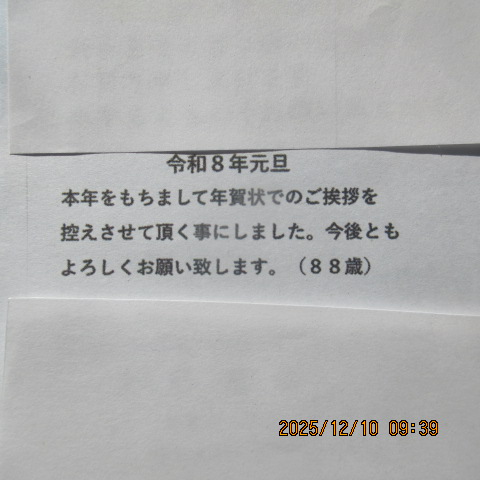 令和8年元旦
本年をもちまして年賀状でのご挨拶を
控えさせて頂く事にしました。今後とも
よろしくお願い致します。（８８歳）
2025/12/10 09:39